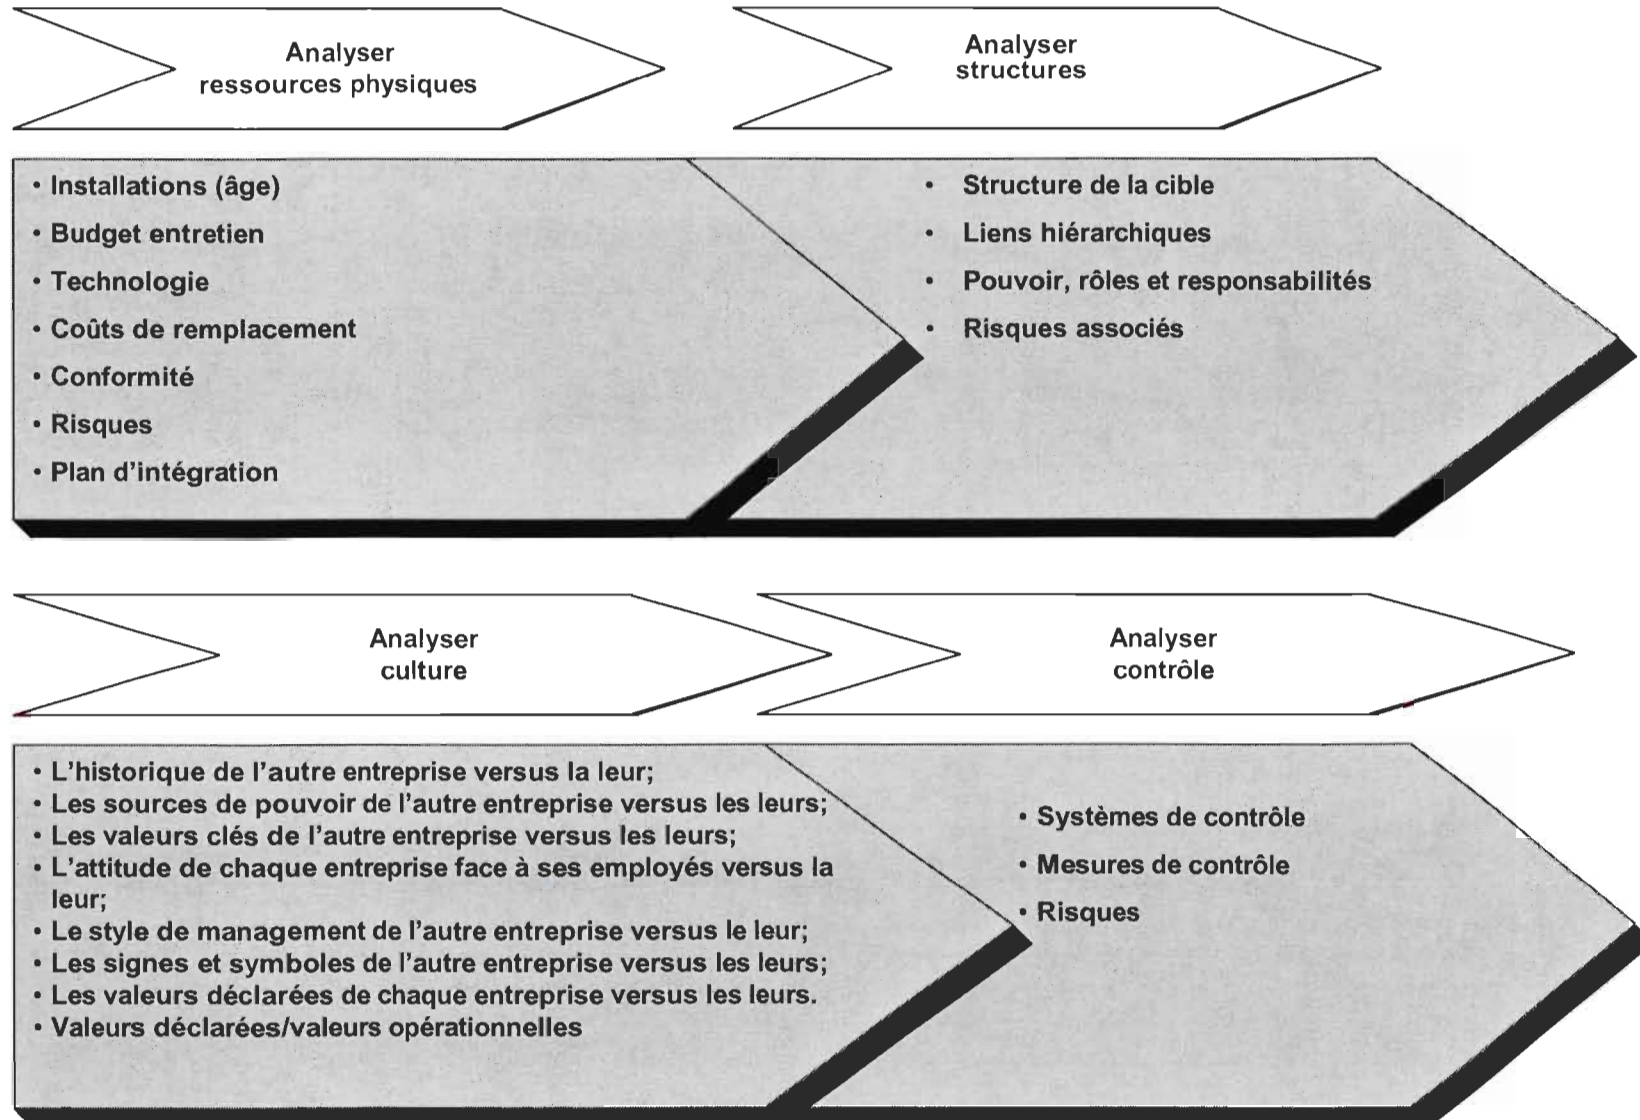 Analyser
ressources physiques
Analyser
structures
• Installations (âge)
• Budget entretien
• Technologie
• Coûts de remplacement
• Conformité
• Risques
• Plan d'intégration
• Structure de la cible
• Liens hiérarchiques
• Pouvoir, rôles et responsabilités
• Risques associés
Analyser
culture
Analyser
contrôle
• L'historique de l'autre entreprise versus la leur;
• Les sources de pouvoir de l'autre entreprise versus les leurs;
• Les valeurs clés de l'autre entreprise versus les leurs;
• L'attitude de chaque entreprise face à ses employés versus la
leur;
• Le style de management de l'autre entreprise versus le leur;
• Les signes et symboles de l'autre entreprise versus les leurs;
• Les valeurs déclarées de chaque entreprise versus les leurs.
• Valeurs déclarées/valeurs opérationnelles
• Systèmes de contrôle
• Mesures de contrôle
• Risques